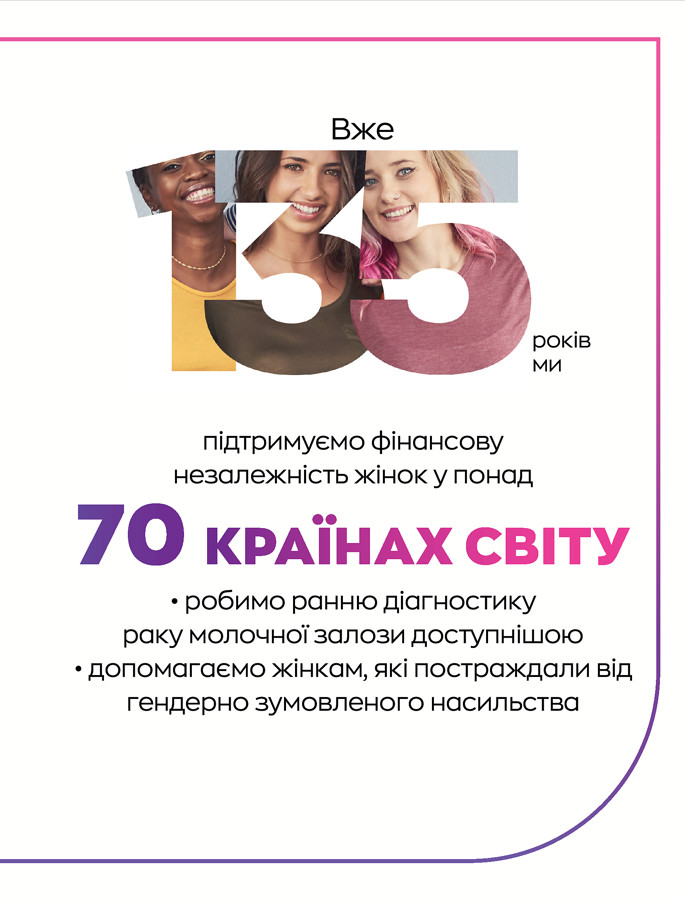 Вже
135
років
ми
підтримуємо фінансову
незалежність жінок у понад
70 КРАЇНАХ СВІТУ
• робимо ранню діагностику
раку молочної залози доступнішою
• допомагаємо жінкам, які постраждали від
гендерно зумовленого насильства